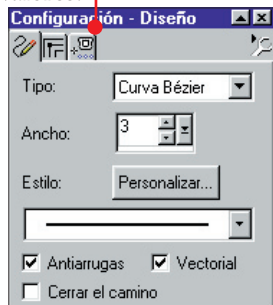 Configuración - Diseño
Tipo: Curva Bézier
Ancho: 3
Estilo: Personalizar...
Antiarrugas Vectorial
Cerrar el camino